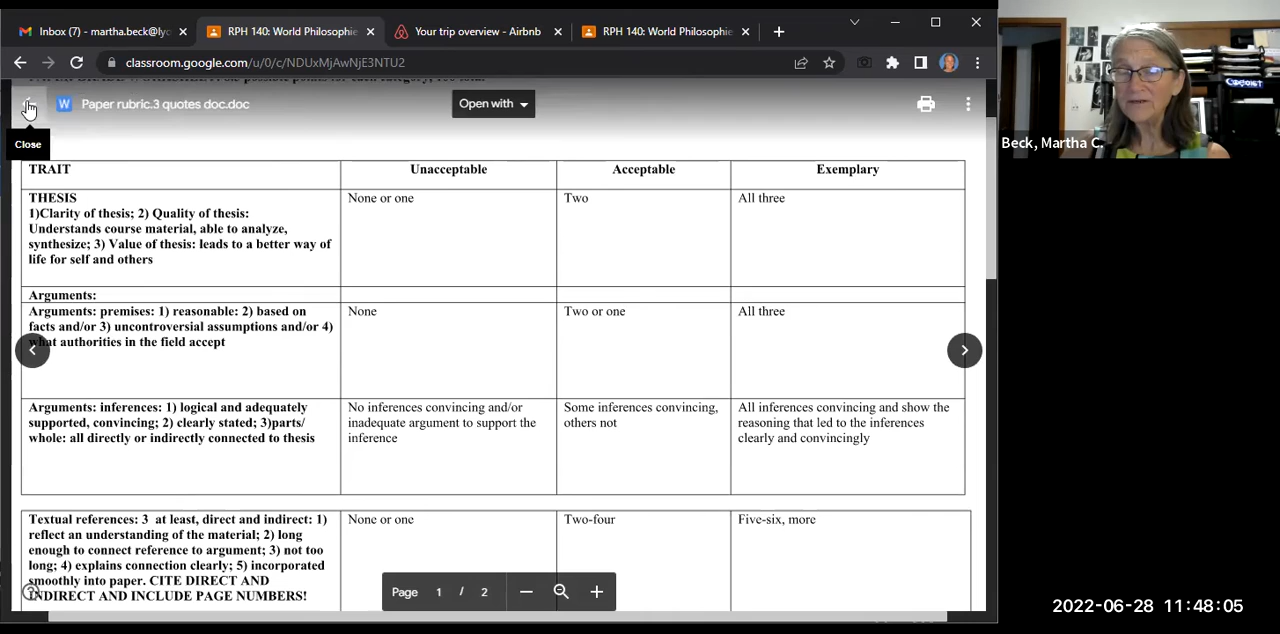 Inbox (7) - martha.beck@lyo
RPH 140: World Philosophie
Your trip overview - Airbnb
RPH 140: World Philosophie
classroom.google.com/u/0/c/NDUxMjAwNjE3NTU2
W Paper rubric.3 quotes doc.doc
Open with
Close
Beck, Martha C.
TRAIT Unacceptable Acceptable Exemplary
THESIS None or one Two All three
1)Clarity of thesis; 2) Quality of thesis:
Understands course material, able to analyze,
synthesize; 3) Value of thesis: leads to a better way of
life for self and others
Arguments:
Arguments: premises: 1) reasonable: 2) based on None Two or one All three
facts and/or 3) uncontroversial assumptions and/or 4)
what authorities in the field accept
Arguments: inferences: 1) logical and adequately No inferences convincing and/or Some inferences convincing, All inferences convincing and show the
supported, convincing; 2) clearly stated; 3)parts/ inadequate argument to support the others not reasoning that led to the inferences
whole: all directly or indirectly connected to thesis inference clearly and convincingly
Textual references: 3 at least, direct and indirect: 1) None or one Two-four Five-six, more
reflect an understanding of the material; 2) long
enough to connect reference to argument; 3) not too
long; 4) explains connection clearly; 5) incorporated
smoothly into paper. CITE DIRECT AND
INDIRECT AND INCLUDE PAGE NUMBERS!
Page 1 / 2
2022-06-28 11:48:05